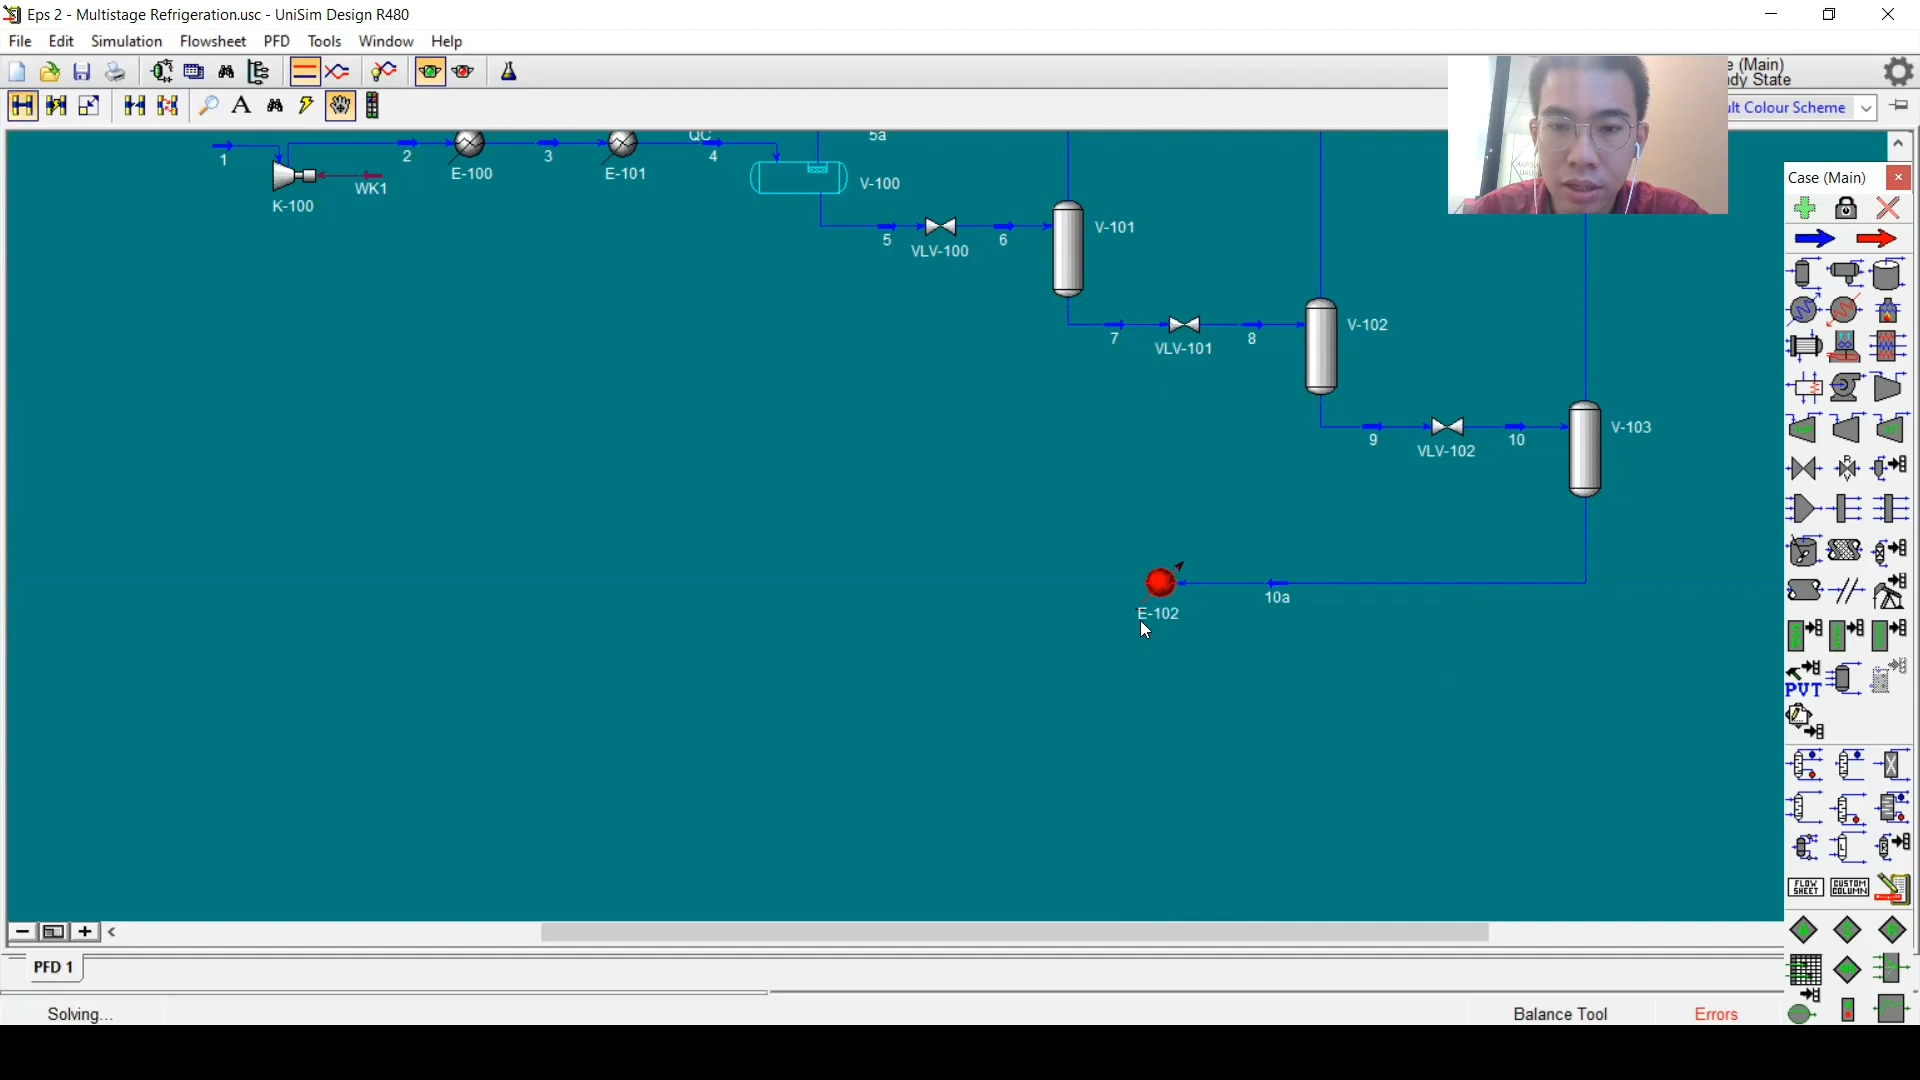 Eps 2 - Multistage Refrigeration.usc - UniSim Design R480
File Edit Simulation Flowsheet PFD Tools Window Help
e (Main)
dy State
ult Colour Scheme
Case (Main)
1
2
3
QC
4
5a
E-100
E-101
V-100
WK1
K-100
5
VLV-100
6
V-101
7
VLV-101
8
V-102
9
VLV-102
10
V-103
10a
E-102
PVT
FLOW SHEET
CUSTOM COLUMN
PFD 1
Solving...
Balance Tool
Errors